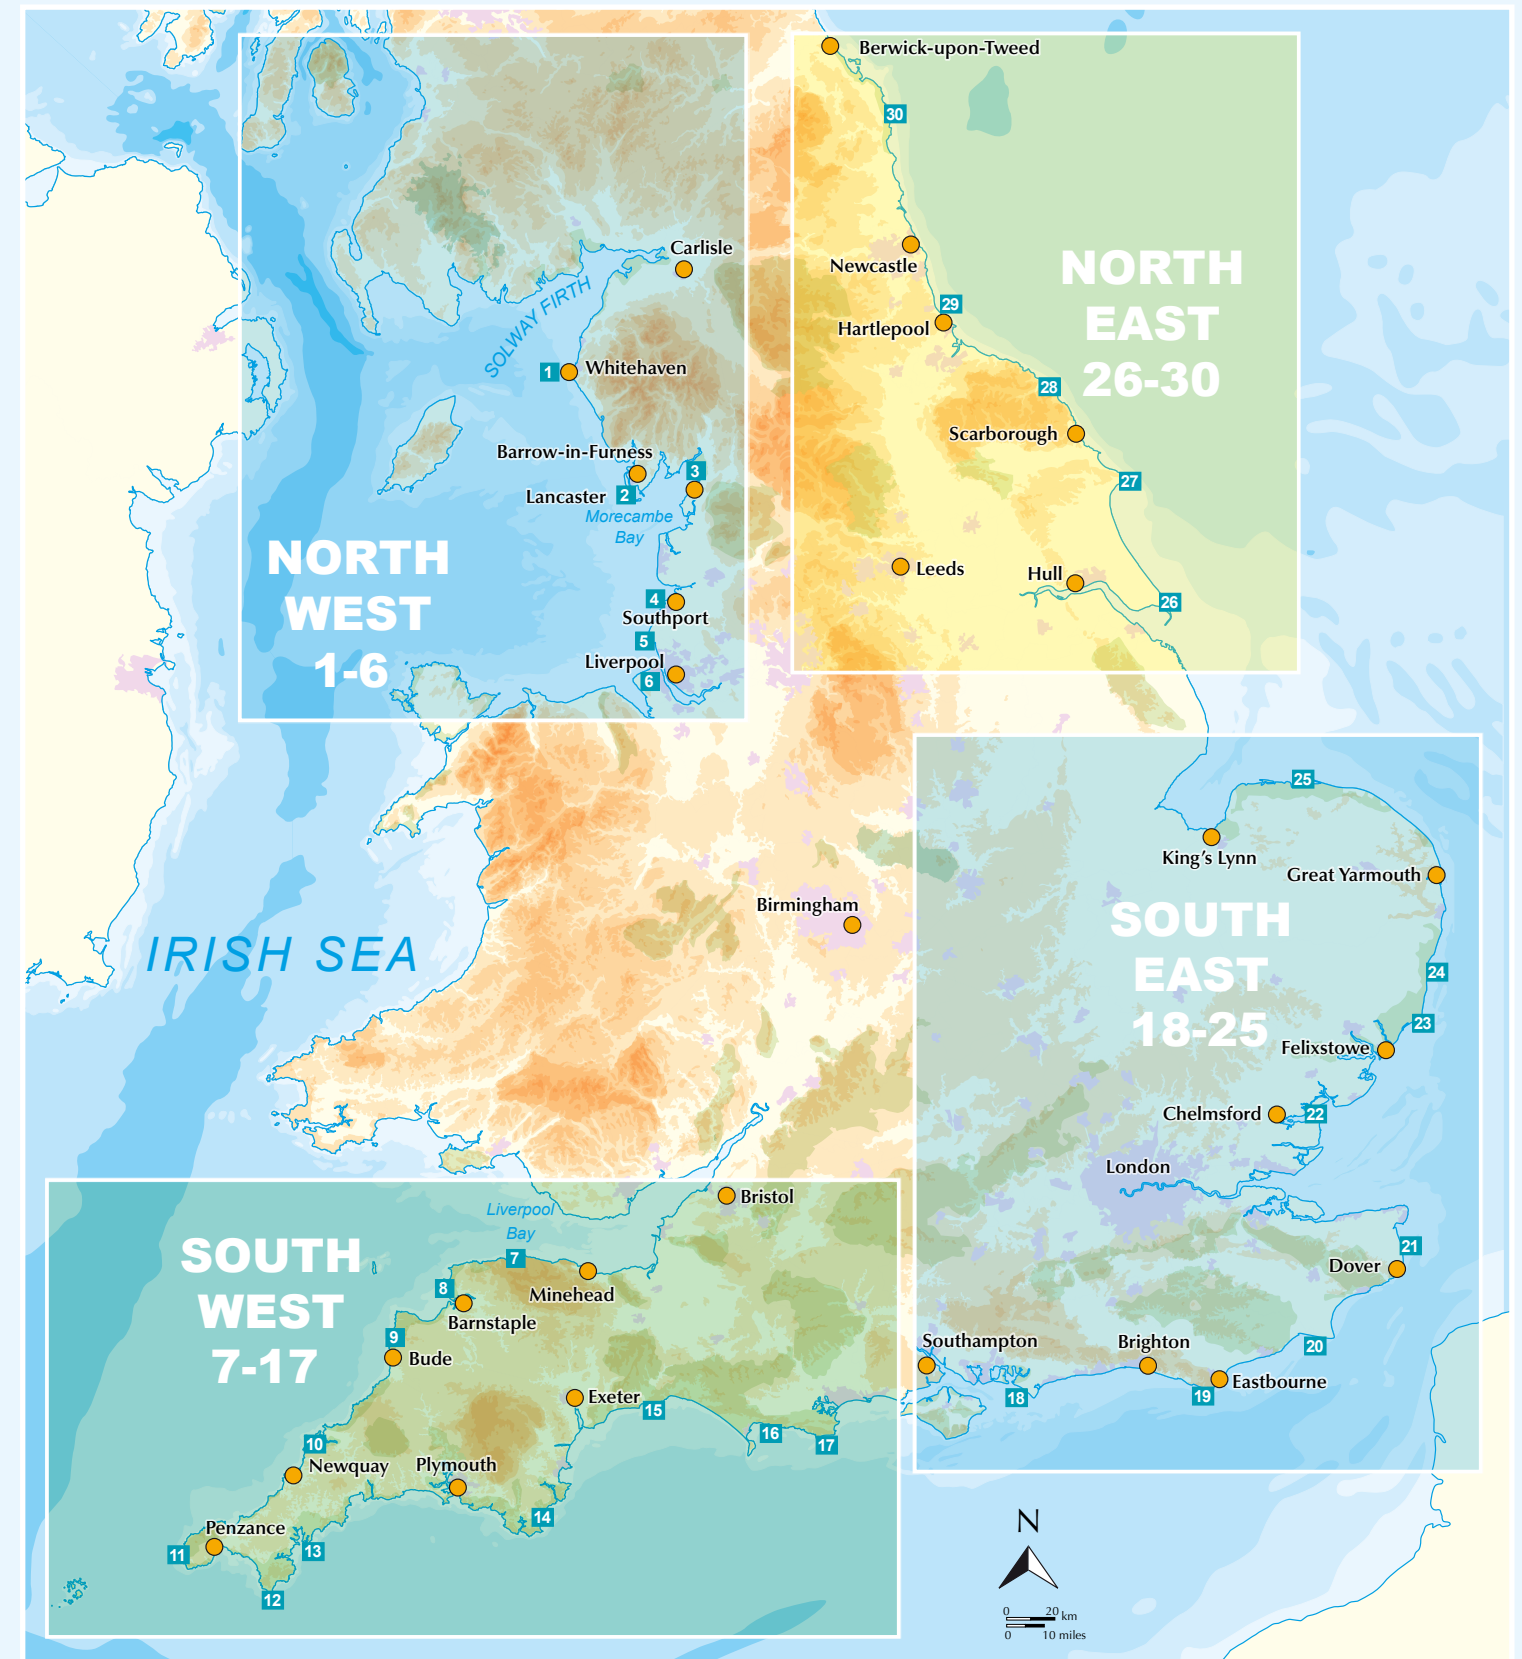 Berwick-upon-Tweed
30
Carlisle
Newcastle
NORTH
EAST
26-30
SOLWAY FIRTH
29
Hartlepool
1
Whitehaven
28
Scarborough
Barrow-in-Furness
3
27
Lancaster
2
Morecambe
Bay
NORTH
WEST
1-6
Leeds
Hull
26
4
Southport
5
Liverpool
6
25
King's Lynn
Great Yarmouth
Birmingham
SOUTH
EAST
18-25
IRISH SEA
24
23
Felixstowe
Chelmsford
22
London
Bristol
Liverpool
Bay
SOUTH
WEST
7-17
7
21
Dover
8
Minehead
Barnstaple
9
Bude
Southampton
Brighton
20
Eastbourne
18
19
Exeter
15
16
17
10
Newquay
Plymouth
14
Penzance
11
13
12
N
0 20 km
0 10 miles